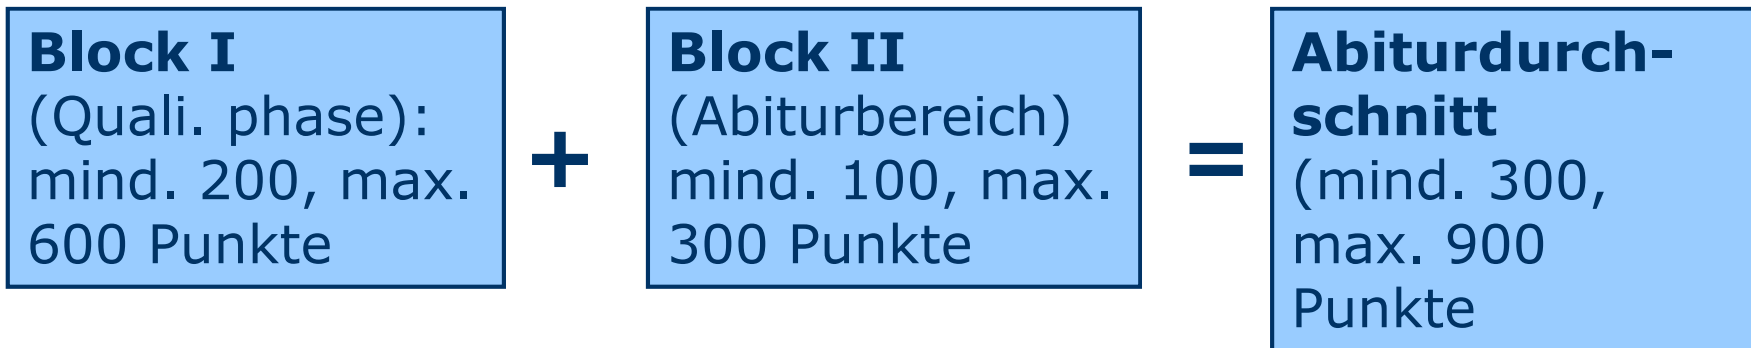 Block I
(Quali. phase):
mind. 200, max.
600 Punkte
+
Block II
(Abiturbereich)
mind. 100, max.
300 Punkte
=
Abiturdurch-
schnitt
(mind. 300,
max. 900
Punkte